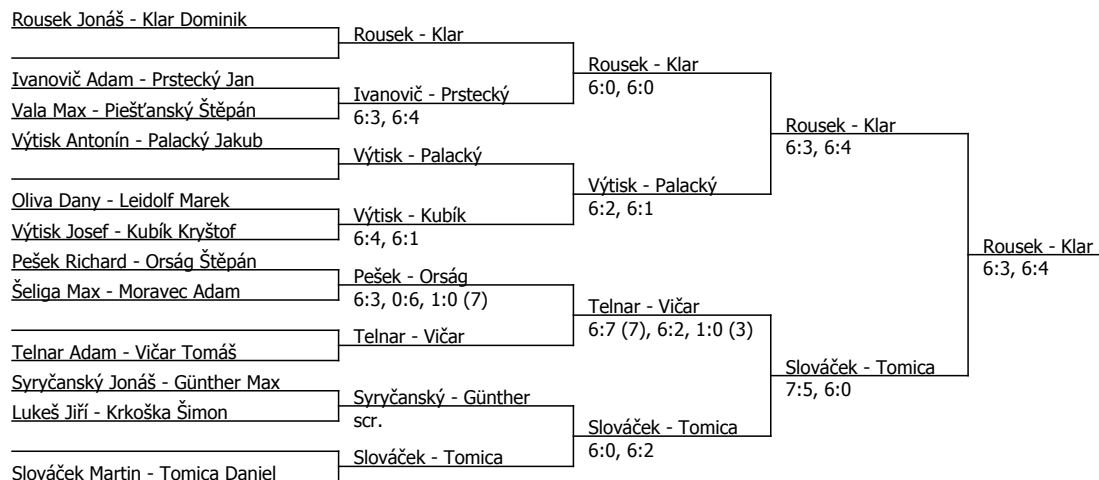 Rousek Jonáš - Klar Dominik
Ivanovič Adam - Prstecký Jan
Vala Max - Piešťanský Štěpán
Výtisk Antonín - Palacký Jakub
Oliva Dany - Leidolf Marek
Výtisk Josef - Kubík Kryštof
Pešek Richard - Orság Štěpán
Šeliga Max - Moravec Adam
Telnar Adam - Vičar Tomáš
Syryčanský Jonáš - Günther Max
Lukeš Jiří - Krkoška Šimon
Slováček Martin - Tomica Daniel
Rousek - Klar
Ivanovič - Prstecký
6:3, 6:4
Výtisk - Palacký
Výtisk - Kubík
6:4, 6:1
Pešek - Orság
6:3, 0:6, 1:0 (7)
Telnar - Vičar
Syryčanský - Günther
scr.
Slováček - Tomica
Rousek - Klar
6:0, 6:0
Výtisk - Palacký
6:2, 6:1
Telnar - Vičar
6:7 (7), 6:2, 1:0 (3)
Slováček - Tomica
6:0, 6:2
Rousek - Klar
6:3, 6:4
Slováček - Tomica
7:5, 6:0
Rousek - Klar
6:3, 6:4